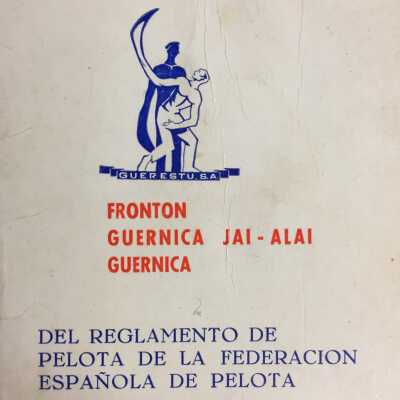 GUERESTU, S.A.
FRONTON
GUERNICA JAI-ALAI
GUERNICA
DEL REGLAMENTO DE
PELOTA DE LA FEDERACION
ESPAÑOLA DE PELOTA